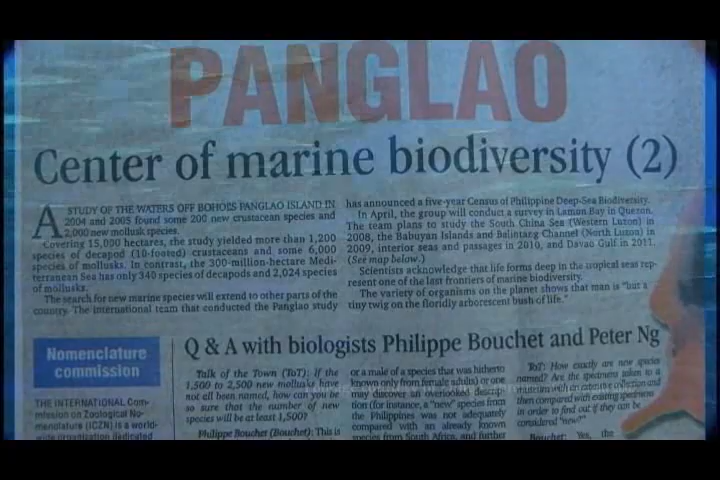 PANGLAO
Center of marine biodiversity (2)
A STUDY OF THE WATERS OFF BOHOL'S PANGLAO ISLAND IN
2004 and 2005 found some 200 new crustacean species and
2,000 new mollusk species.
Covering 15,000 hectares, the study yielded more than 1,200
species of decapod (10-footed) crustaceans and some 6,000
species of mollusks. In contrast, the 300-million-hectare Medi-
terranean Sea has only 340 species of decapods and 2,024 species
of mollusks.
The search for new marine species will extend to other parts of the
country. The international team that conducted the Panglao study
has announced a five-year Census of Philippine Deep-Sea Biodiversity.
In April, the group will conduct a survey in Lamon Bay in Quezon.
The team plans to study the South China Sea (Western Luzon) in
2008, the Babuyan Islands and Balintang Channel (North Luzon) in
2009, interior seas and passages in 2010, and Davao Gulf in 2011.
(See map below.)
Scientists acknowledge that life forms deep in the tropical seas rep-
resent one of the last frontiers of marine biodiversity.
The variety of organisms on the planet shows that man is "but a
tiny twig on the floridly arborescent bush of life."
Nomenclature
commission
THE INTERNATIONAL Com-
mission on Zoological No-
menclature (ICZN) is a world-
wide organization dedicated
Q & A with biologists Philippe Bouchet and Peter Ng
Talk of the Town (ToT): If the
1,500 to 2,500 new mollusks have
not all been named, how can you be
so sure that the number of new
species will be at least 1,500?
Philippe Bouchet (Bouchet): This is
or a male of a species that was hitherto
known only from female adults) or one
may discover an overlooked descrip-
tion (for instance, a "new" species from
the Philippines was not adequately
compared with an already known
species from South Africa, and further
ToT: How exactly are new species
named? Are the specimens taken to a
museum with an extensive collection and
then compared with existing specimens
in order to find out if they can be
considered "new?"
Bouchet: Yes, the